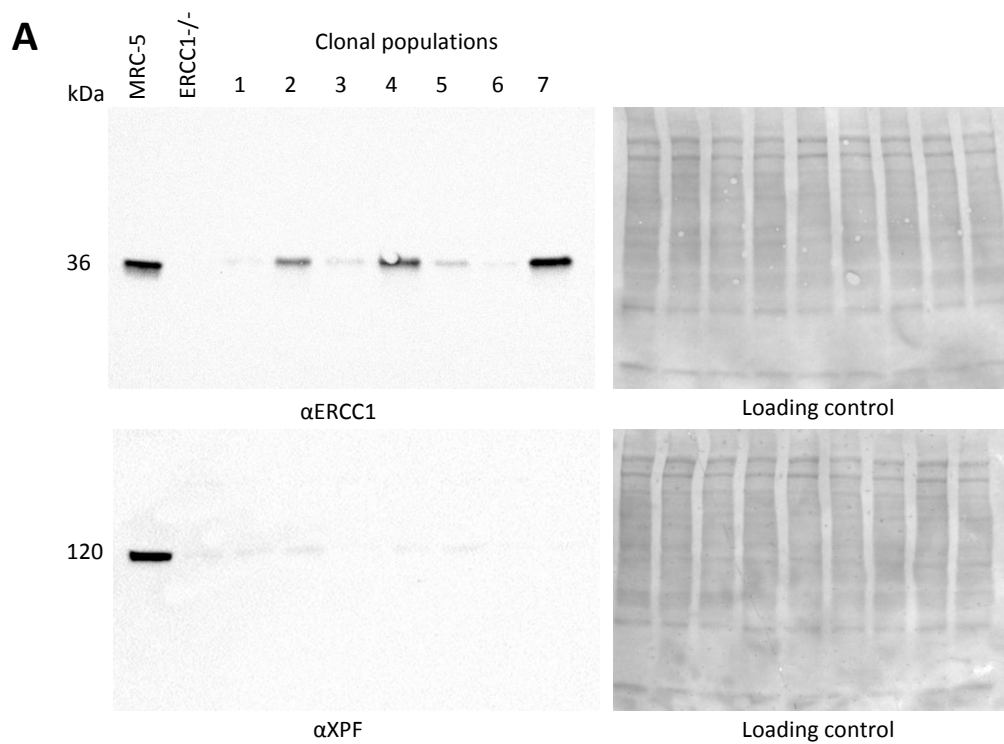 A
MRC-5
ERCC1-/-
Clonal populations
kDa
1 2 3 4 5 6 7
36
αERCC1
Loading control
120
αXPF
Loading control